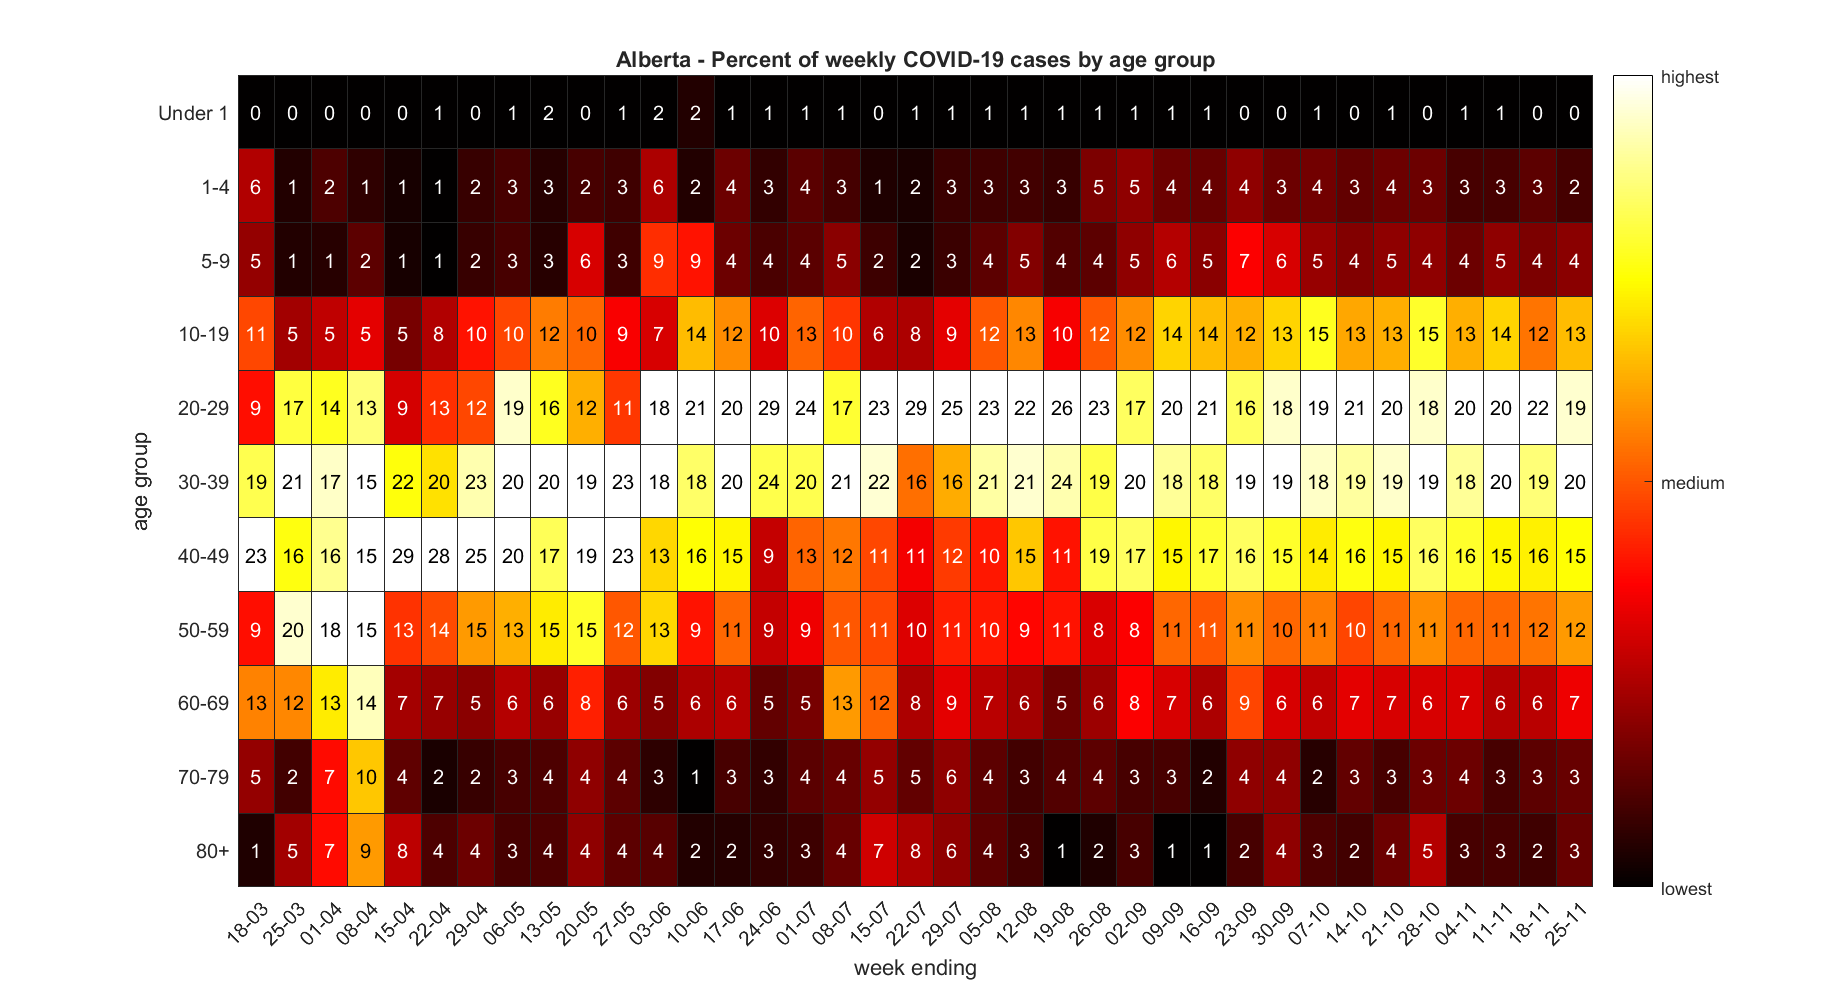 Alberta - Percent of weekly COVID-19 cases by age group
highest
Under 1 0 0 0 0 0 1 0 1 2 0 1 2 2 1 1 1 1 0 1 1 1 1 1 1 1 1 1 0 0 1 0 1 0 1 1 0 0
1-4 6 1 2 1 1 1 2 3 3 2 3 6 2 4 3 4 3 1 2 3 3 3 3 5 5 4 4 4 3 4 3 4 3 3 3 3 2
5-9 5 1 1 2 1 1 2 3 3 6 3 9 9 4 4 4 5 2 2 3 4 5 4 4 5 6 5 7 6 5 4 5 4 4 5 4 4
10-19 11 5 5 5 5 8 10 10 12 10 9 7 14 12 10 13 10 6 8 9 12 13 10 12 12 14 14 12 13 15 13 13 15 13 14 12 13
20-29 9 17 14 13 9 13 12 19 16 12 11 18 21 20 29 24 17 23 29 25 23 22 26 23 17 20 21 16 18 19 21 20 18 20 20 22 19
30-39 19 21 17 15 22 20 23 20 20 19 23 18 18 20 24 20 21 22 16 16 21 21 24 19 20 18 18 19 19 18 19 19 19 18 20 19 20
medium
40-49 23 16 16 15 29 28 25 20 17 19 23 13 16 15 9 13 12 11 11 12 10 15 11 19 17 15 17 16 15 14 16 15 16 16 15 16 15
50-59 9 20 18 15 13 14 15 13 15 15 12 13 9 11 9 9 11 11 10 11 10 9 11 8 8 11 11 11 10 11 10 11 11 11 11 12 12
60-69 13 12 13 14 7 7 5 6 6 8 6 5 6 6 5 5 13 12 8 9 7 6 5 6 8 7 6 9 6 6 7 7 6 7 6 6 7
70-79 5 2 7 10 4 2 2 3 4 4 4 3 1 3 3 4 4 5 5 6 4 3 4 4 3 3 2 4 4 2 3 3 3 4 3 3 3
80+ 1 5 7 9 8 4 4 3 4 4 4 4 2 2 3 3 4 7 8 6 4 3 1 2 3 1 1 2 4 3 2 4 5 3 3 2 3
lowest
age group
18-03 25-03 01-04 08-04 15-04 22-04 29-04 06-05 13-05 20-05 27-05 03-06 10-06 17-06 24-06 01-07 08-07 15-07 22-07 29-07 05-08 12-08 19-08 26-08 02-09 09-09 16-09 23-09 30-09 07-10 14-10 21-10 28-10 04-11 11-11 18-11 25-11
week ending